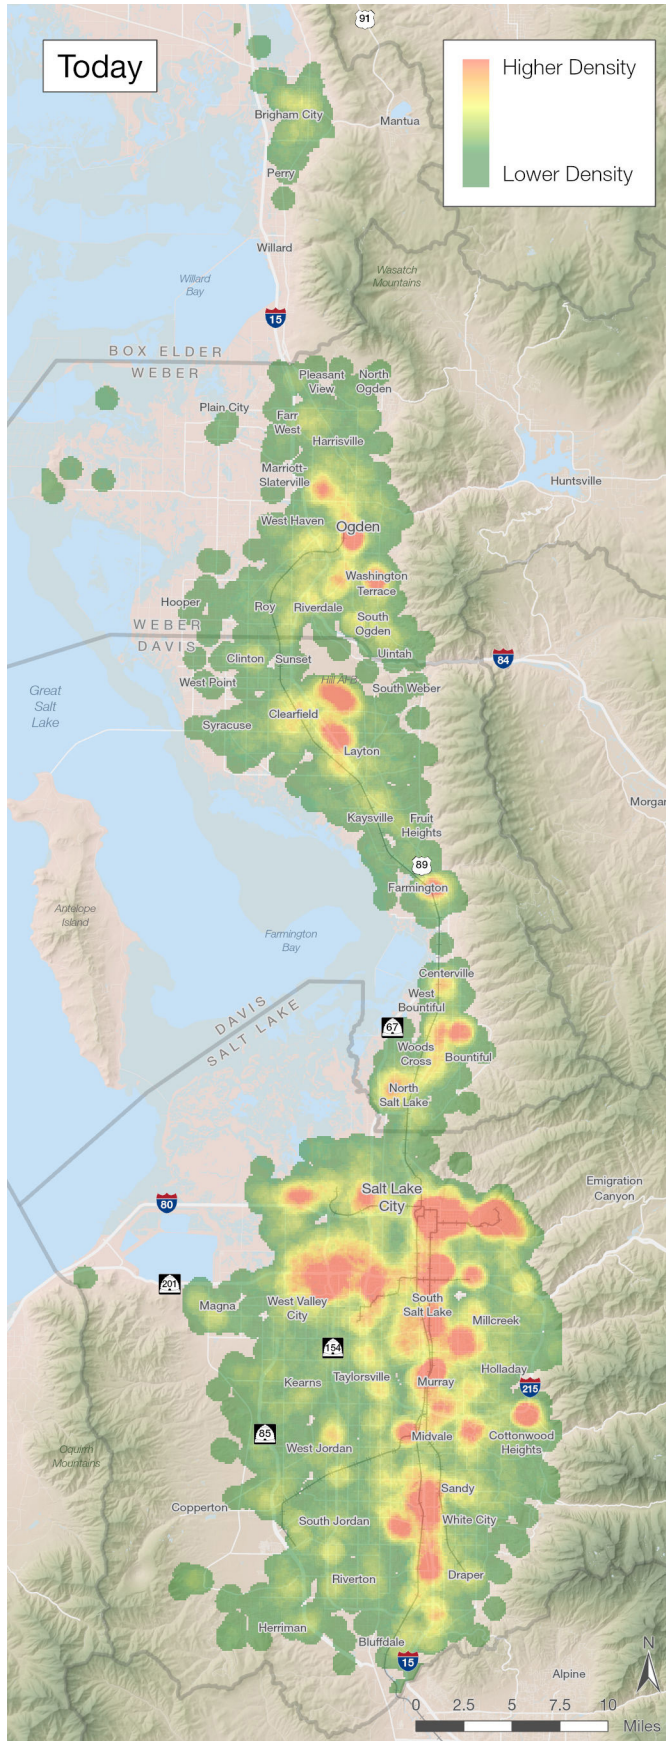 Today
91
Higher Density
Lower Density
Brigham City
Mantua
Perry
Willard
Willard
Bay
Wasatch
Mountains
15
BOX ELDER
WEBER
Pleasant
View
North
Ogden
Plain City
Farr
West
Harrisville
Marriott-
Slaterville
Huntsville
West Haven
Ogden
Washington
Terrace
Hooper
Roy
Riverdale
South
Ogden
WEBER
DAVIS
Uintah
84
Clinton
Sunset
West Point
Hill AFB
South Weber
Great
Salt
Lake
Clearfield
Syracuse
Layton
Morgan
Kaysville
Fruit
Heights
89
Farmington
Antelope
Island
Farmington
Bay
Centerville
West
Bountiful
DAVIS
SALT LAKE
67
Woods
Cross
Bountiful
North
Salt Lake
Salt Lake
City
Emigration
Canyon
80
201
Magna
West Valley
City
South
Salt Lake
Millcreek
154
Holladay
Kearns
Taylorsville
Murray
215
85
West Jordan
Midvale
Cottonwood
Heights
Oquirrh
Mountains
Sandy
Copperton
South Jordan
White City
Riverton
Draper
Herriman
Bluffdale
15
N
Alpine
0 2.5 5 7.5 10
Miles